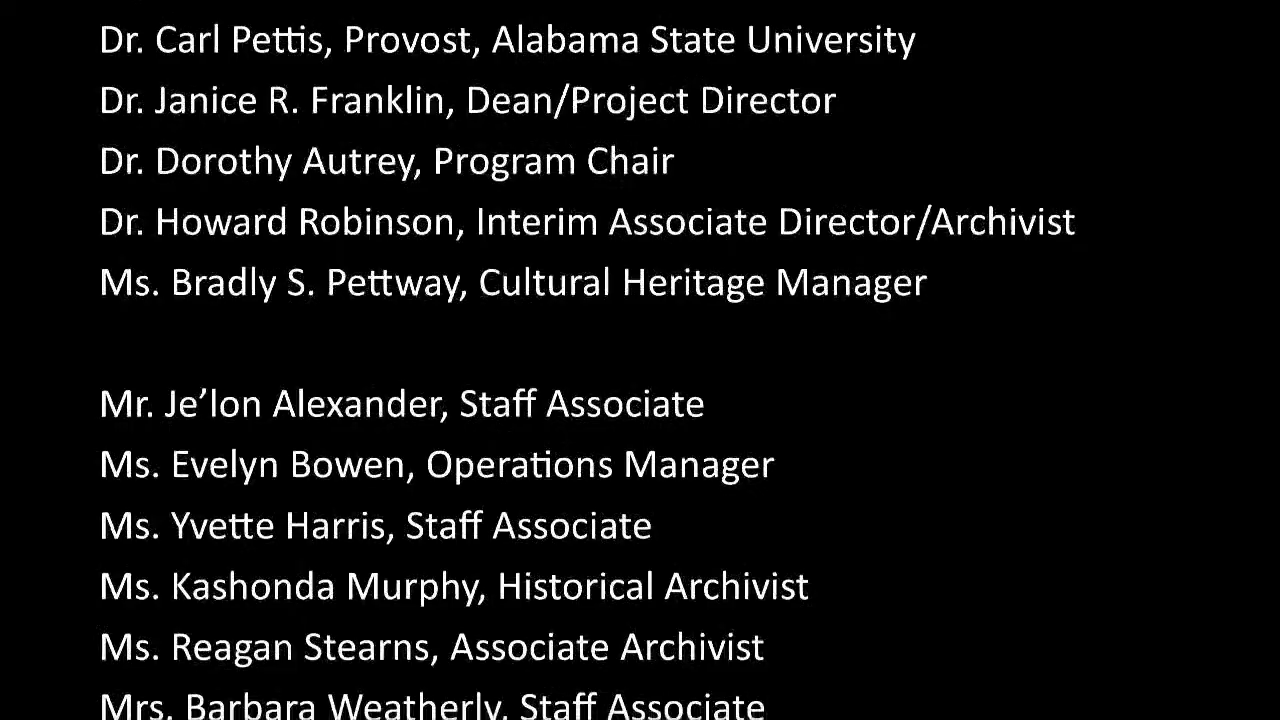 Dr. Carl Pettis, Provost, Alabama State University
Dr. Janice R. Franklin, Dean/Project Director
Dr. Dorothy Autrey, Program Chair
Dr. Howard Robinson, Interim Associate Director/Archivist
Ms. Bradly S. Pettway, Cultural Heritage Manager
Mr. Je’lon Alexander, Staff Associate
Ms. Evelyn Bowen, Operations Manager
Ms. Yvette Harris, Staff Associate
Ms. Kashonda Murphy, Historical Archivist
Ms. Reagan Stearns, Associate Archivist
Mrs. Barbara Weatherly, Staff Associate